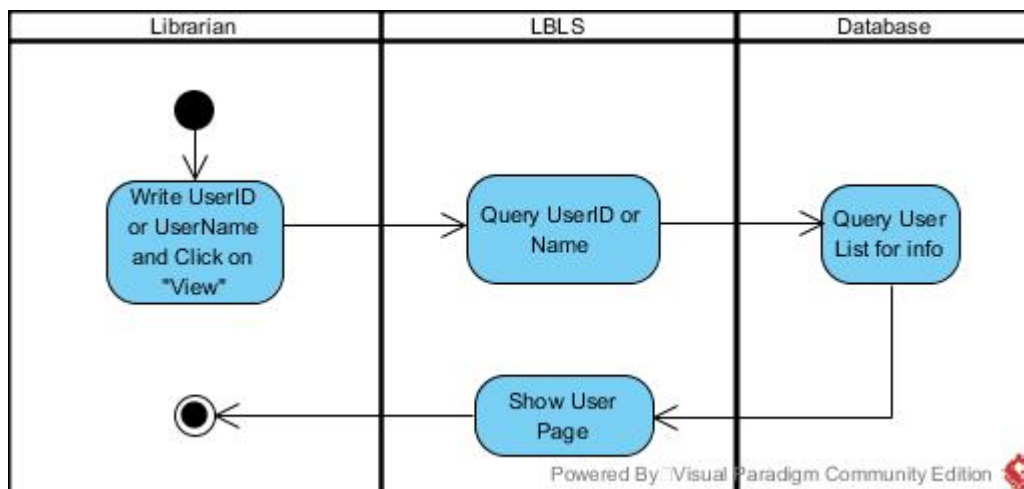 Librarian
LBLS
Database
Write UserID
or UserName
and Click on
"View"
Query UserID or
Name
Query User
List for info
Show User
Page
Powered By Visual Paradigm Community Edition